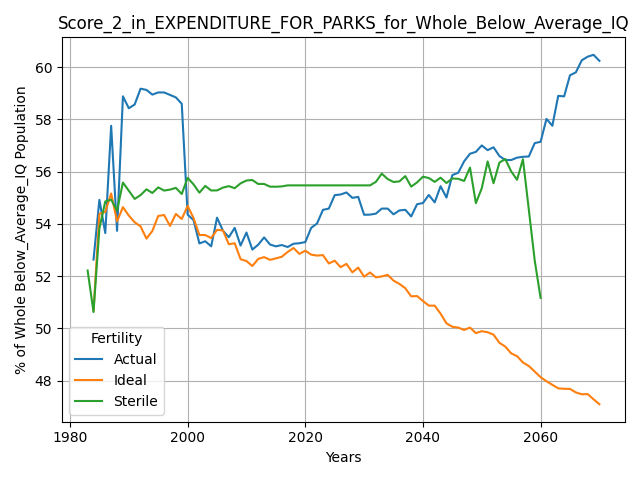 Score_2_in_EXPENDITURE_FOR_PARKS_for_Whole_Below_Average_IQ
% of Whole Below_Average_IQ Population
60
58
56
54
52
50
48
Fertility
Actual
Ideal
Sterile
1980
2000
2020
2040
2060
Years